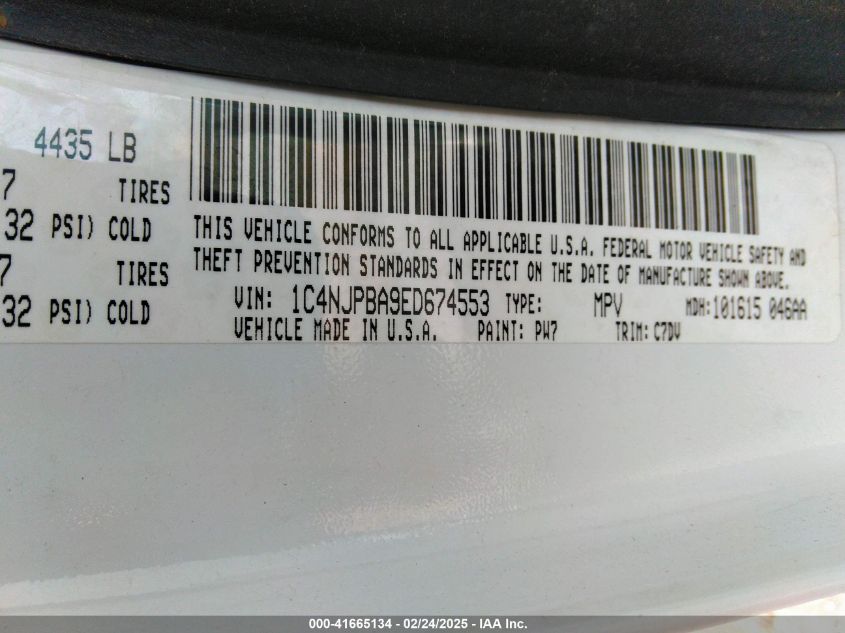 4435 LB
7 TIRES
32 PSI) COLD
7 TIRES
32 PSI) COLD
THIS VEHICLE CONFORMS TO ALL APPLICABLE U.S.A. FEDERAL MOTOR VEHICLE SAFETY AND
THEFT PREVENTION STANDARDS IN EFFECT ON THE DATE OF MANUFACTURE SHOWN ABOVE.
VIN: 1C4NJPBA9ED674553 TYPE: MPV MDH:101615 046AA
VEHICLE MADE IN U.S.A. PAINT: PW7 TRIM: C7DV
000-41665134 - 02/24/2025 - IAA Inc.